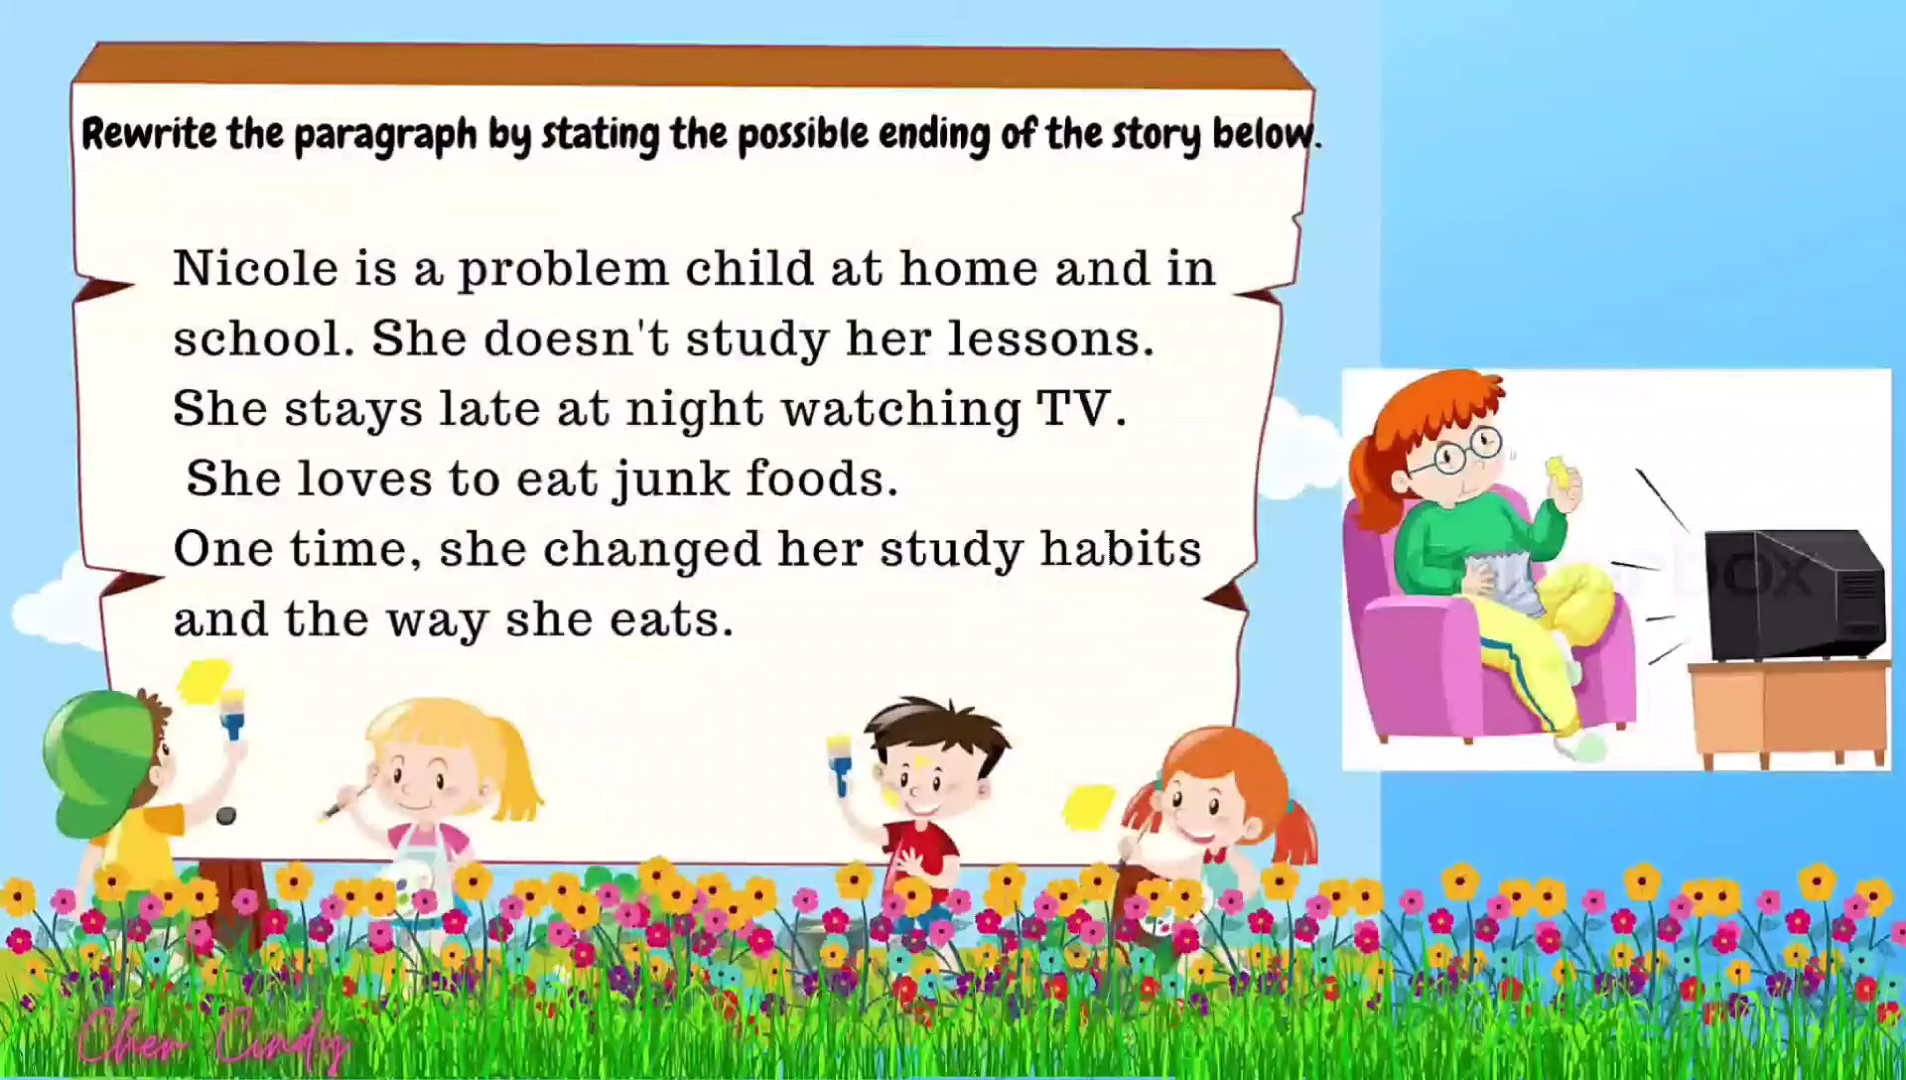 Rewrite the paragraph by stating the possible ending of the story below.
Nicole is a problem child at home and in
school. She doesn't study her lessons.
She stays late at night watching TV.
She loves to eat junk foods.
One time, she changed her study habits
and the way she eats.
Cher Cindy